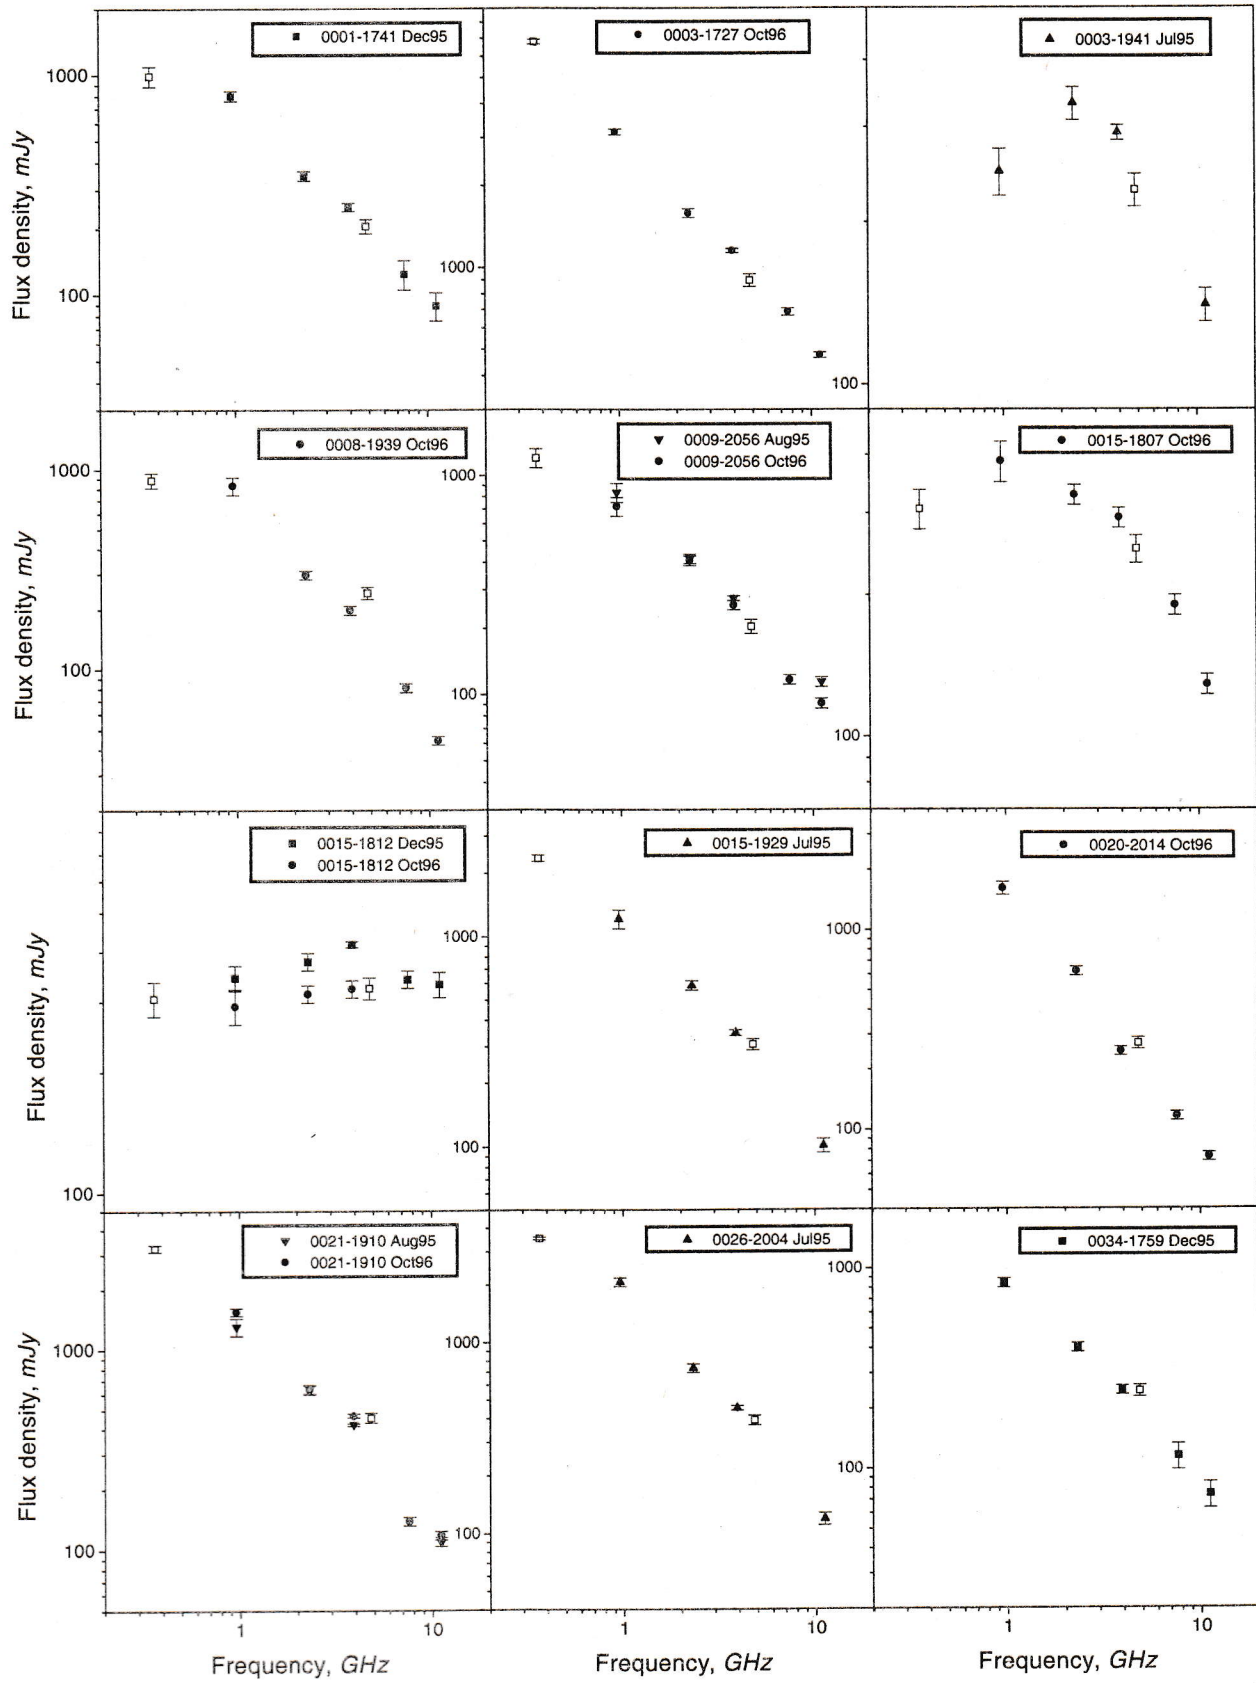 0001-1741 Dec95
0003-1727 Oct96
0003-1941 Jul95
1000
100
1000
100
Flux density, mJy
0008-1939 Oct96
0009-2056 Aug95
0009-2056 Oct96
0015-1807 Oct96
1000
100
1000
100
100
Flux density, mJy
0015-1812 Dec95
0015-1812 Oct96
0015-1929 Jul95
0020-2014 Oct96
100
1000
100
1000
100
Flux density, mJy
0021-1910 Aug95
0021-1910 Oct96
0026-2004 Jul95
0034-1759 Dec95
1000
100
1000
100
1000
100
Flux density, mJy
1
10
1
10
1
10
Frequency, GHz
Frequency, GHz
Frequency, GHz